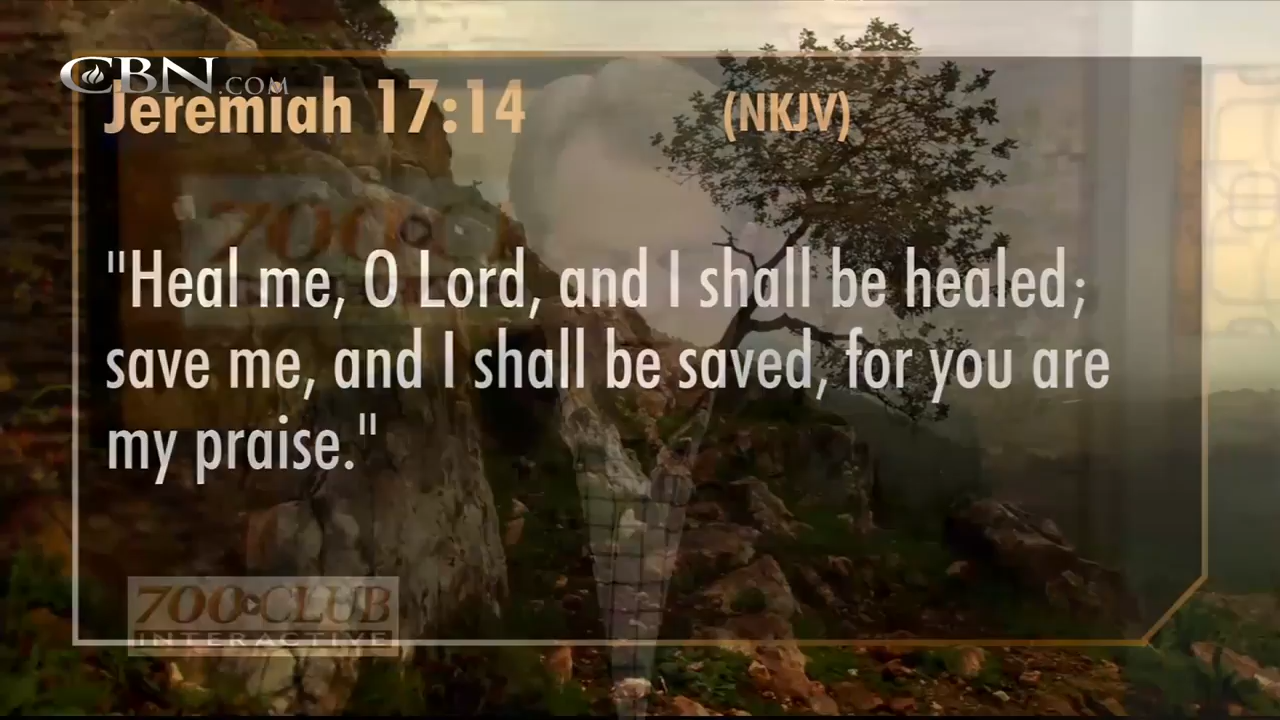 CBN.COM
Jeremiah 17:14 (NKJV)
"Heal me, O Lord, and I shall be healed;
save me, and I shall be saved, for you are
my praise."
700 CLUB
INTERACTIVE